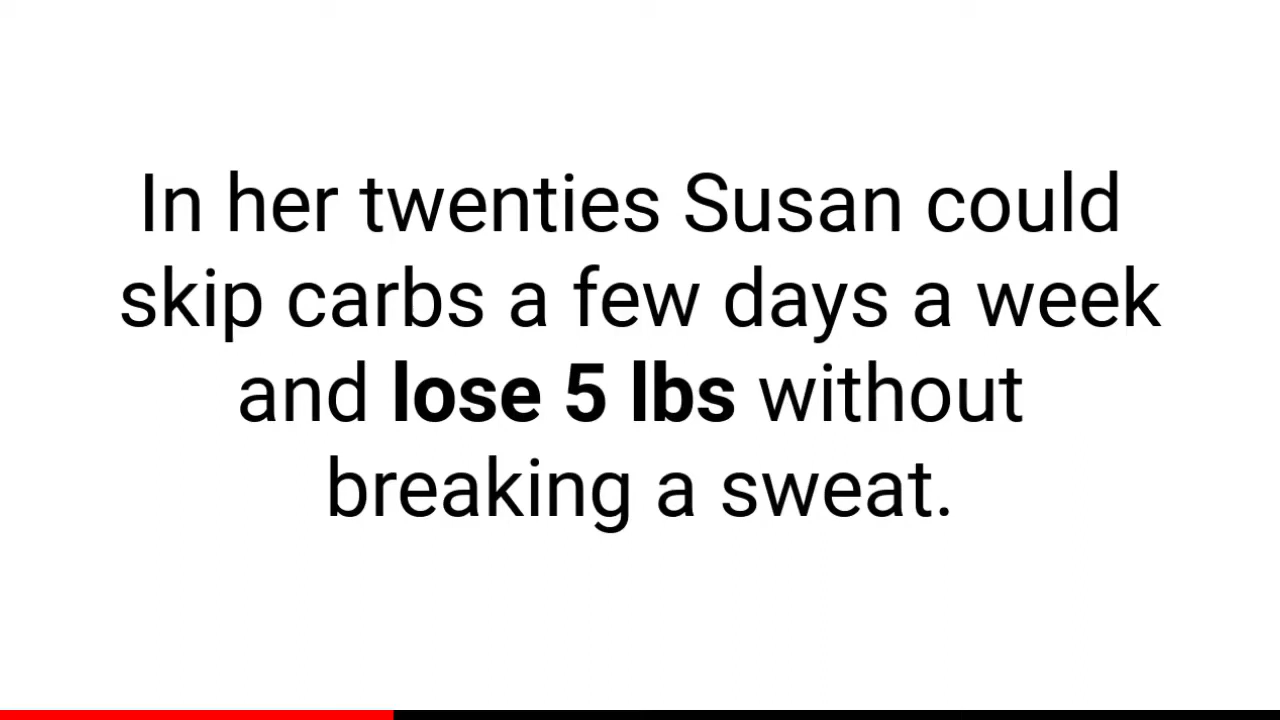 In her twenties Susan could
skip carbs a few days a week
and lose 5 lbs without
breaking a sweat.